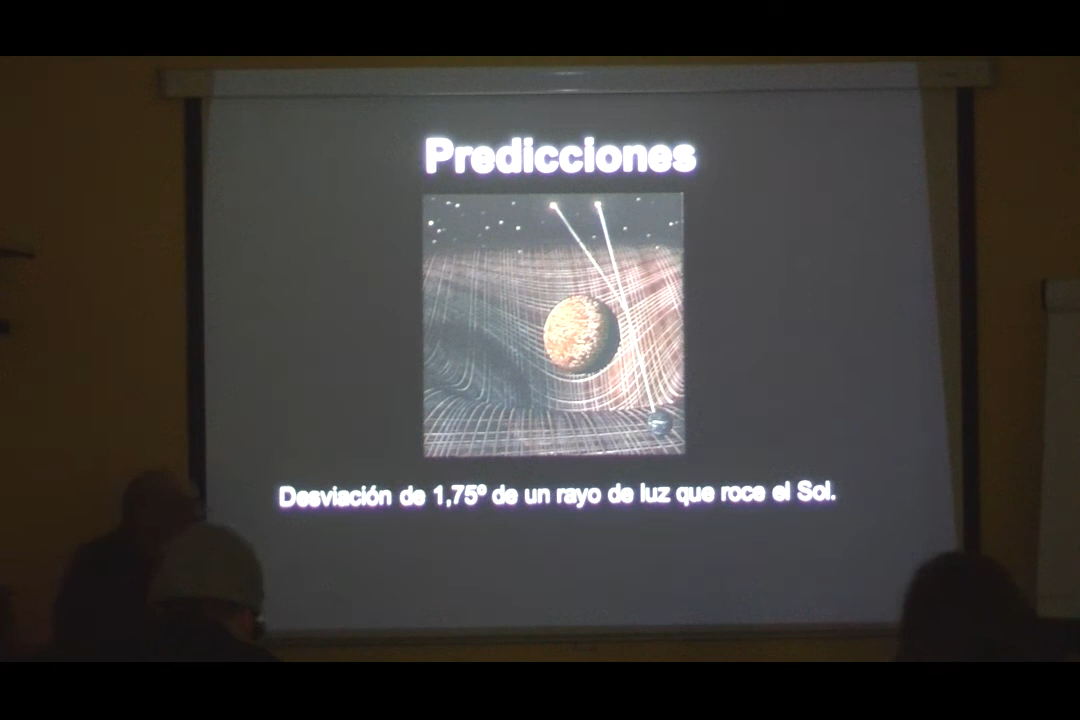 Predicciones
Desviación de 1,75º de un rayo de luz que roce el Sol.